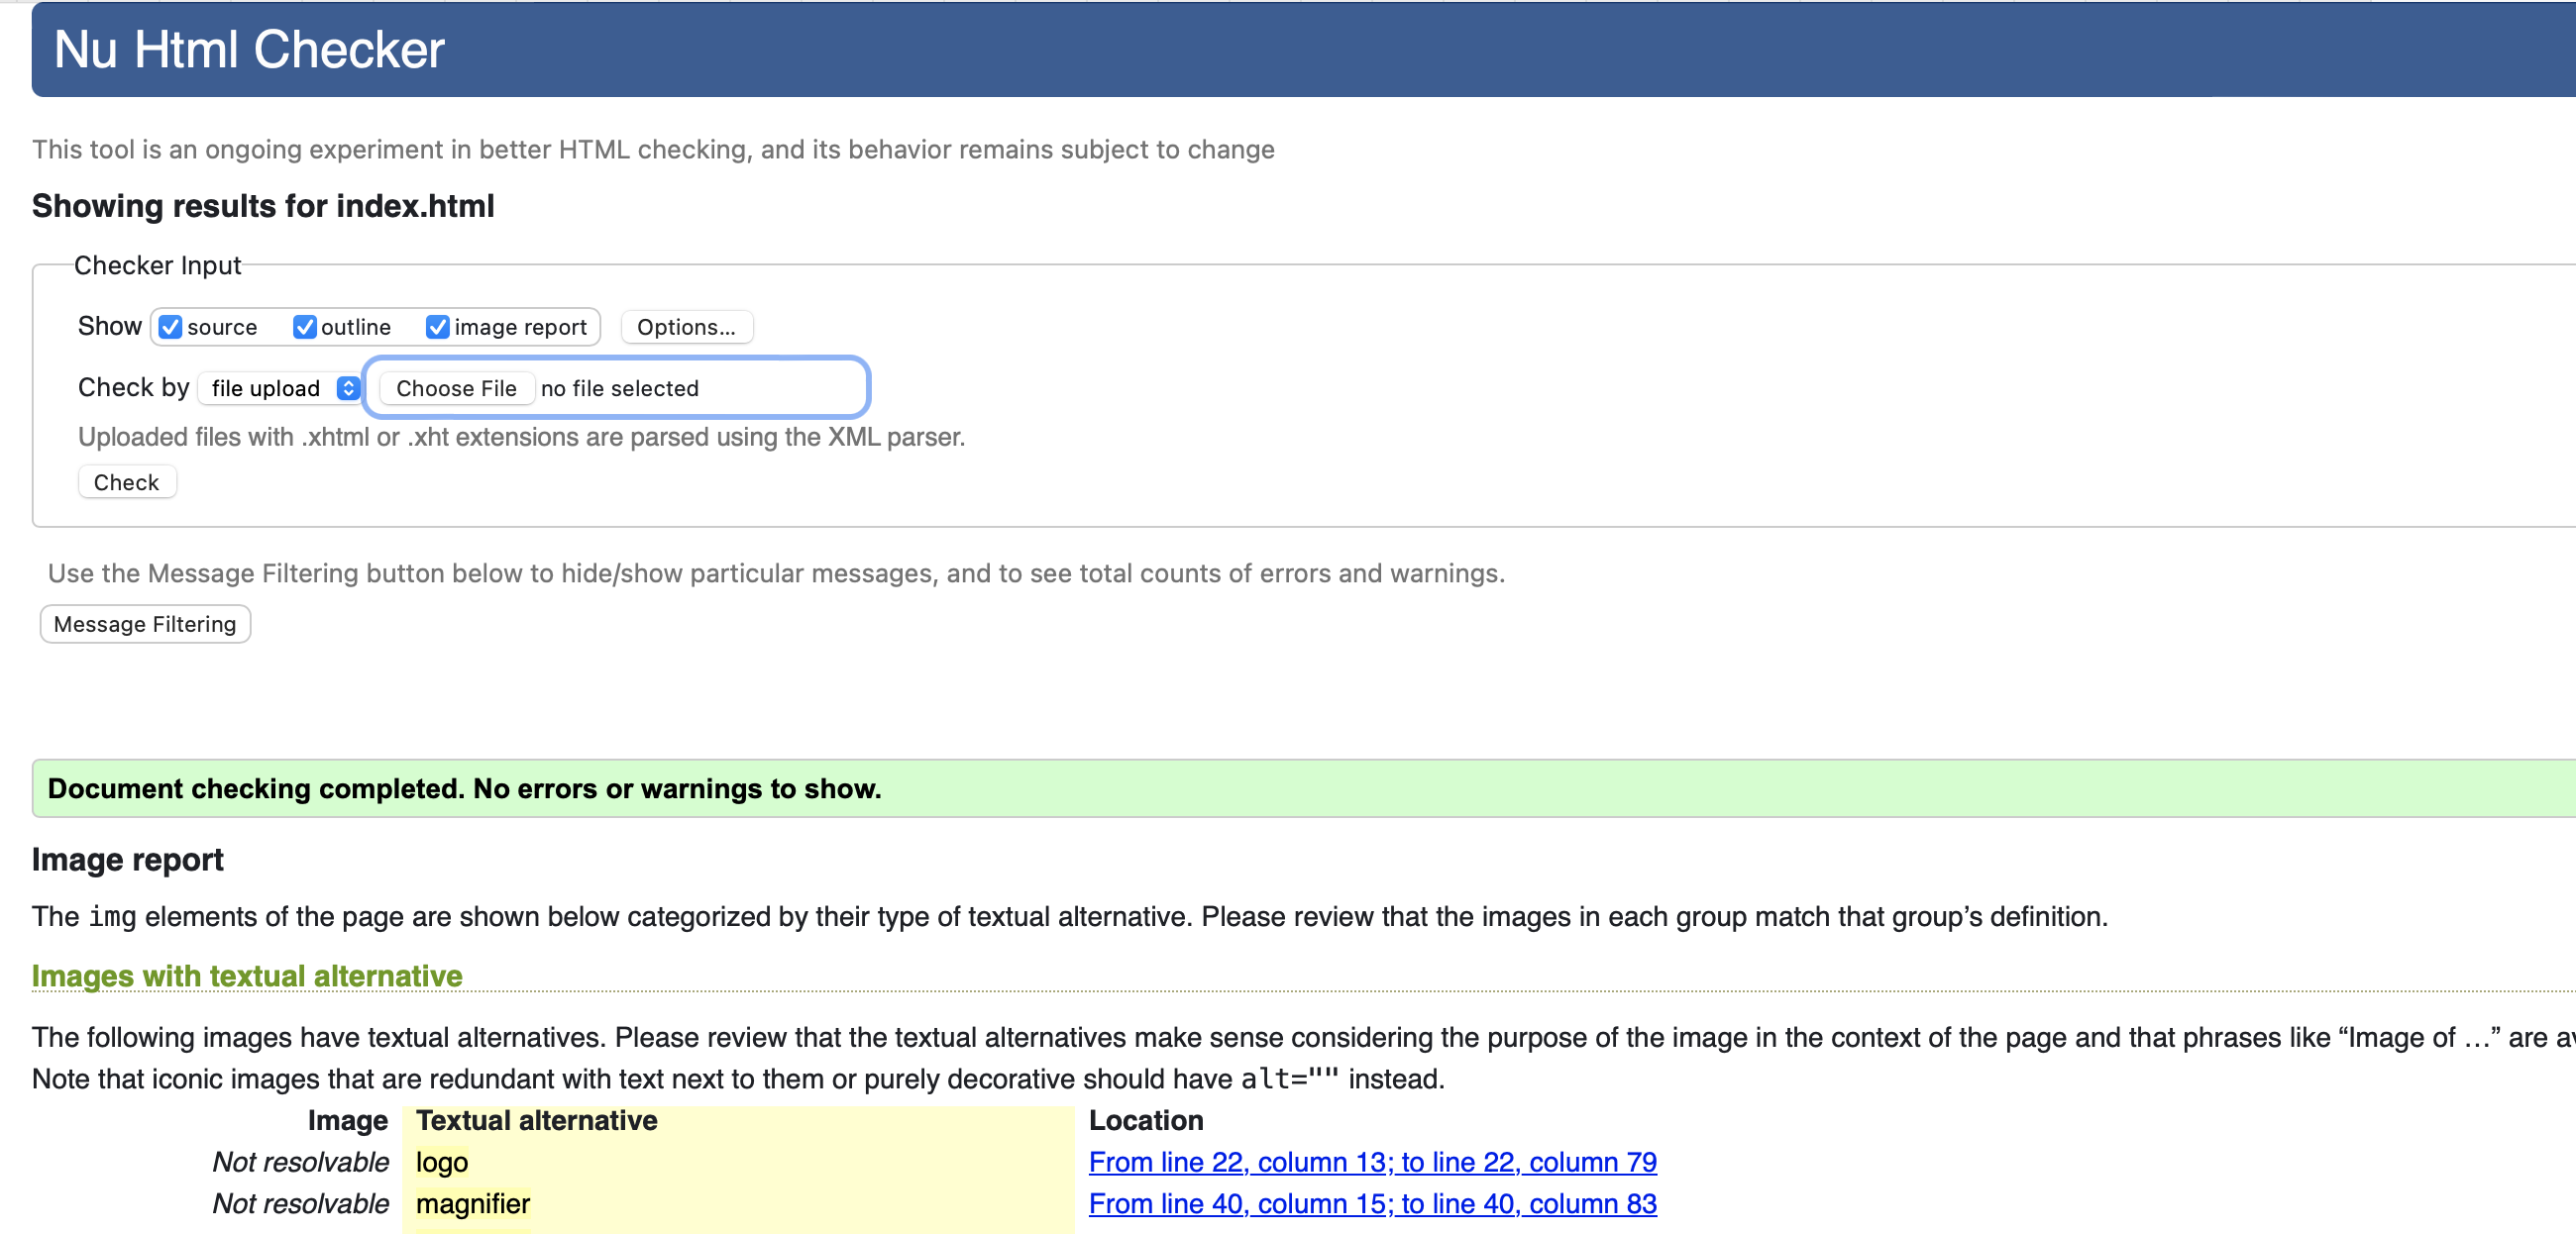 Nu Html Checker
This tool is an ongoing experiment in better HTML checking, and its behavior remains subject to change
Showing results for index.html
Checker Input
Show source outline image report Options...
Check by file upload Choose File no file selected
Uploaded files with .xhtml or .xht extensions are parsed using the XML parser.
Check
Use the Message Filtering button below to hide/show particular messages, and to see total counts of errors and warnings.
Message Filtering
Document checking completed. No errors or warnings to show.
Image report
The img elements of the page are shown below categorized by their type of textual alternative. Please review that the images in each group match that group’s definition.
Images with textual alternative
The following images have textual alternatives. Please review that the textual alternatives make sense considering the purpose of the image in the context of the page and that phrases like “Image of …” are
Note that iconic images that are redundant with text next to them or purely decorative should have alt="" instead.
Image Textual alternative Location
Not resolvable logo From line 22, column 13; to line 22, column 79
Not resolvable magnifier From line 40, column 15; to line 40, column 83